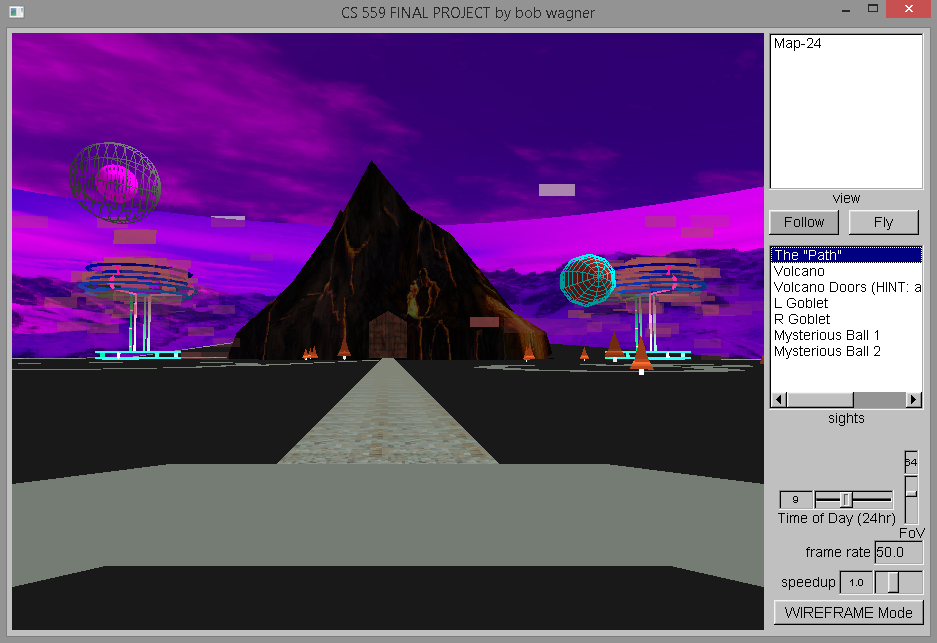 CS 559 FINAL PROJECT by bob wagner
Map-24
view
Follow
Fly
The "Path"
Volcano
Volcano Doors (HINT: a
L Goblet
R Goblet
Mysterious Ball 1
Mysterious Ball 2
sights
64
9
Time of Day (24hr)
FoV
frame rate 50.0
speedup 1.0
WIREFRAME Mode